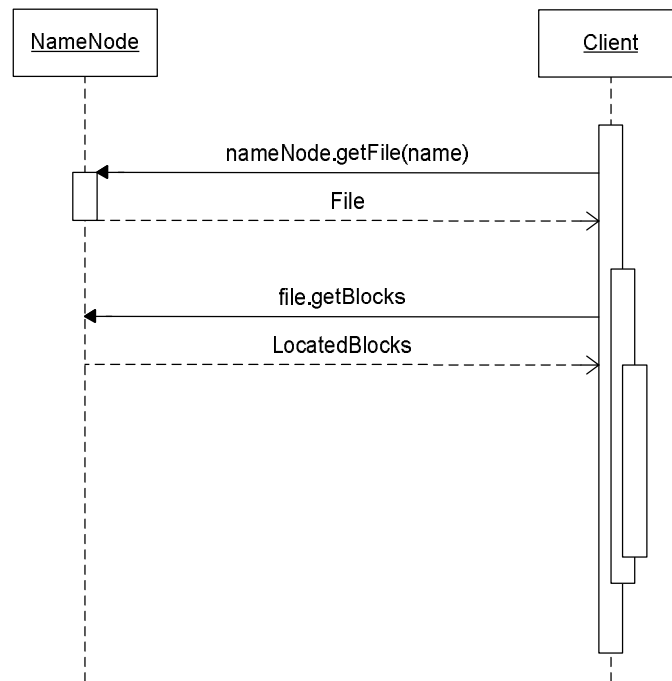 NameNode
Client
nameNode.getFile(name)
File
file.getBlocks
LocatedBlocks